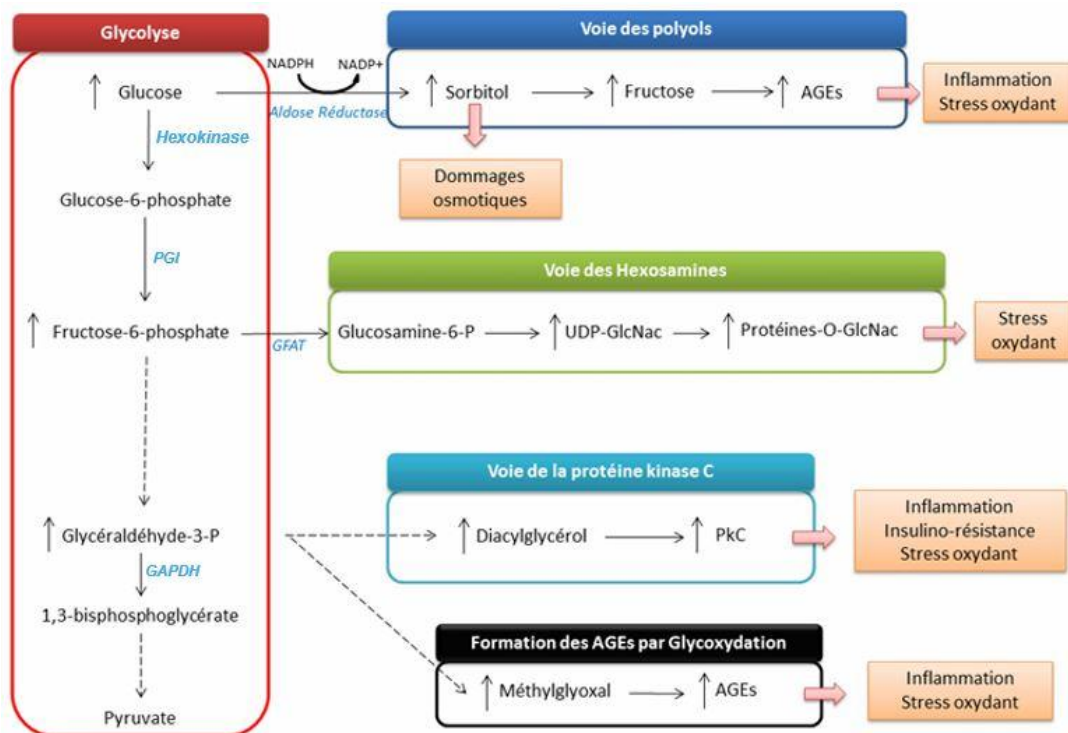 Glycolyse
Voie des polyols
NADPH
NADP+
Glucose
Aldose Réductase
Sorbitol
Fructose
AGEs
Inflammation
Stress oxydant
Hexokinase
Dommages
osmotiques
Glucose-6-phosphate
PGI
Voie des Hexosamines
Fructose-6-phosphate
GFAT
Glucosamine-6-P
UDP-GlcNac
Protéines-O-GlcNac
Stress
oxydant
Voie de la protéine kinase C
Glycéraldéhyde-3-P
Diacylglycérol
PkC
Inflammation
Insulino-résistance
Stress oxydant
GAPDH
1,3-bisphosphoglycérate
Formation des AGEs par Glycoxydation
Méthylglyoxal
AGEs
Inflammation
Stress oxydant
Pyruvate